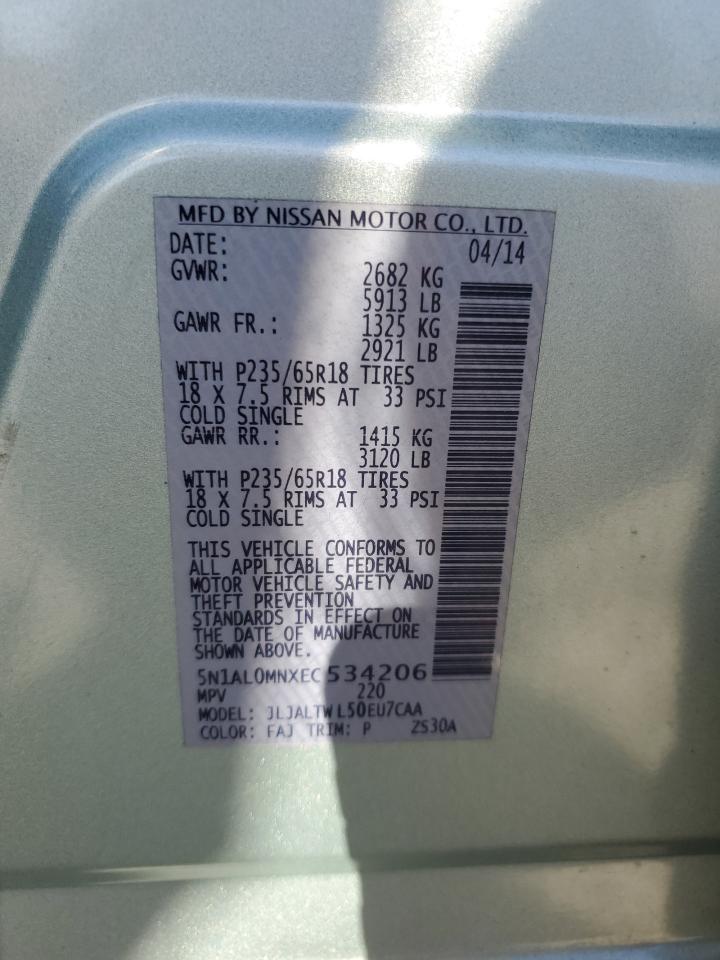 MFD BY NISSAN MOTOR CO., LTD.
DATE: 04/14
GVWR: 2682 KG
5913 LB
GAWR FR.: 1325 KG
2921 LB
WITH P235/65R18 TIRES
18 X 7.5 RIMS AT 33 PSI
COLD SINGLE
GAWR RR.: 1415 KG
3120 LB
WITH P235/65R18 TIRES
18 X 7.5 RIMS AT 33 PSI
COLD SINGLE
THIS VEHICLE CONFORMS TO
ALL APPLICABLE FEDERAL
MOTOR VEHICLE SAFETY AND
THEFT PREVENTION
STANDARDS IN EFFECT ON
THE DATE OF MANUFACTURE
SHOWN ABOVE.
5N1AL0MNXEC534206
MPV 220
MODEL: JLJALTWL50EU7CAA
COLOR: FAJ TRIM: P ZS30A